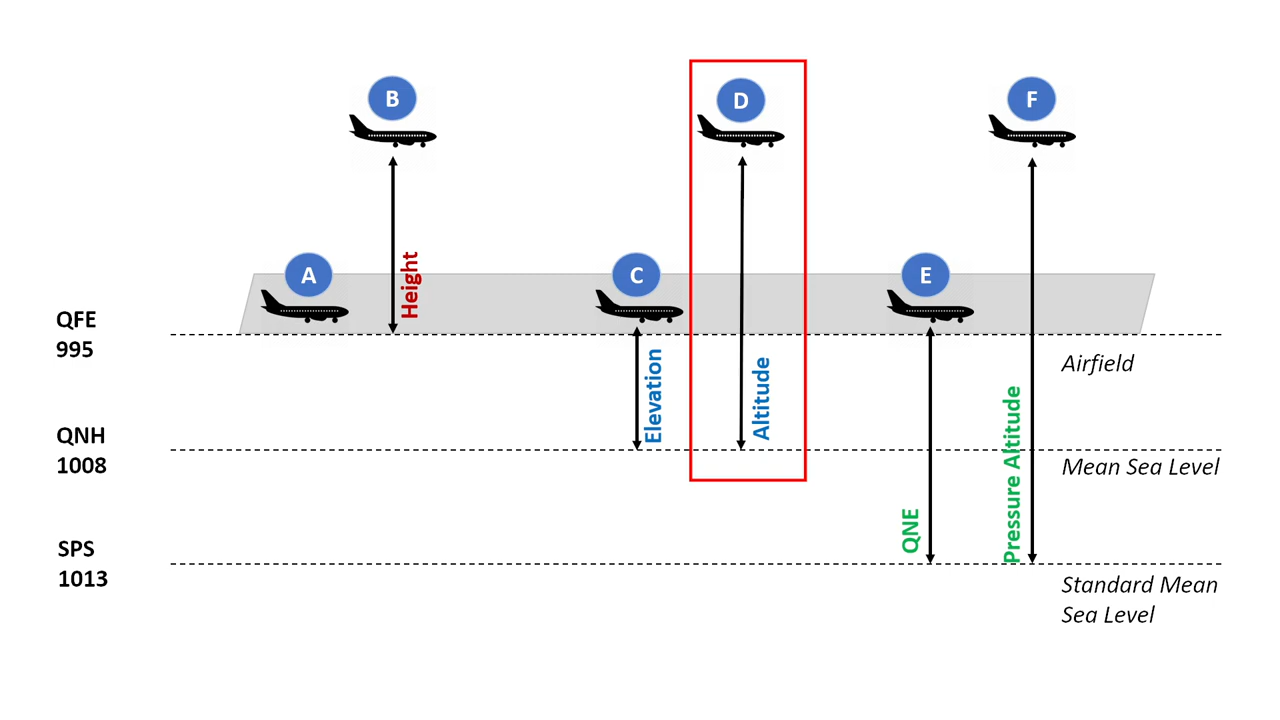 B
D
F
Height
A
C
E
QFE
995
Airfield
Elevation
Altitude
QNH
1008
Mean Sea Level
Pressure Altitude
QNE
SPS
1013
Standard Mean
Sea Level